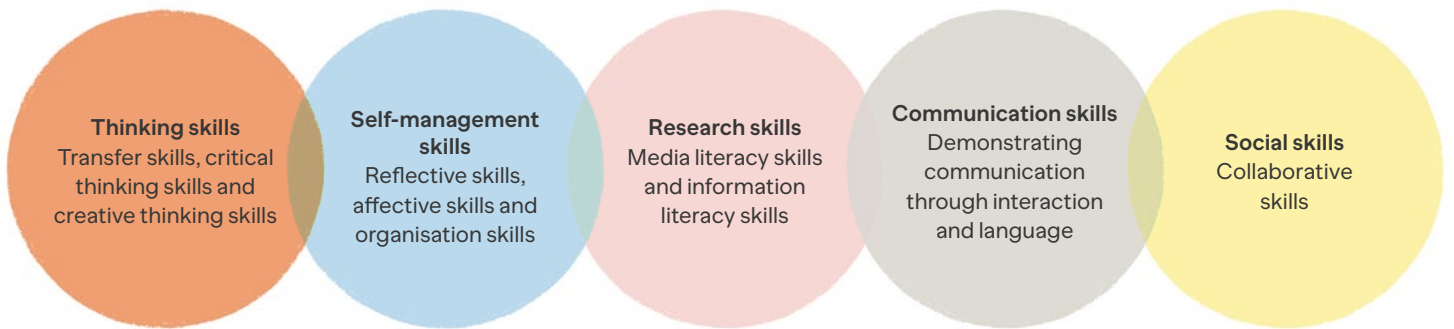 Thinking skills
Transfer skills, critical
thinking skills and
creative thinking skills
Self-management
skills
Reflective skills,
affective skills and
organisation skills
Research skills
Media literacy skills
and information
literacy skills
Communication skills
Demonstrating
communication
through interaction
and language
Social skills
Collaborative
skills